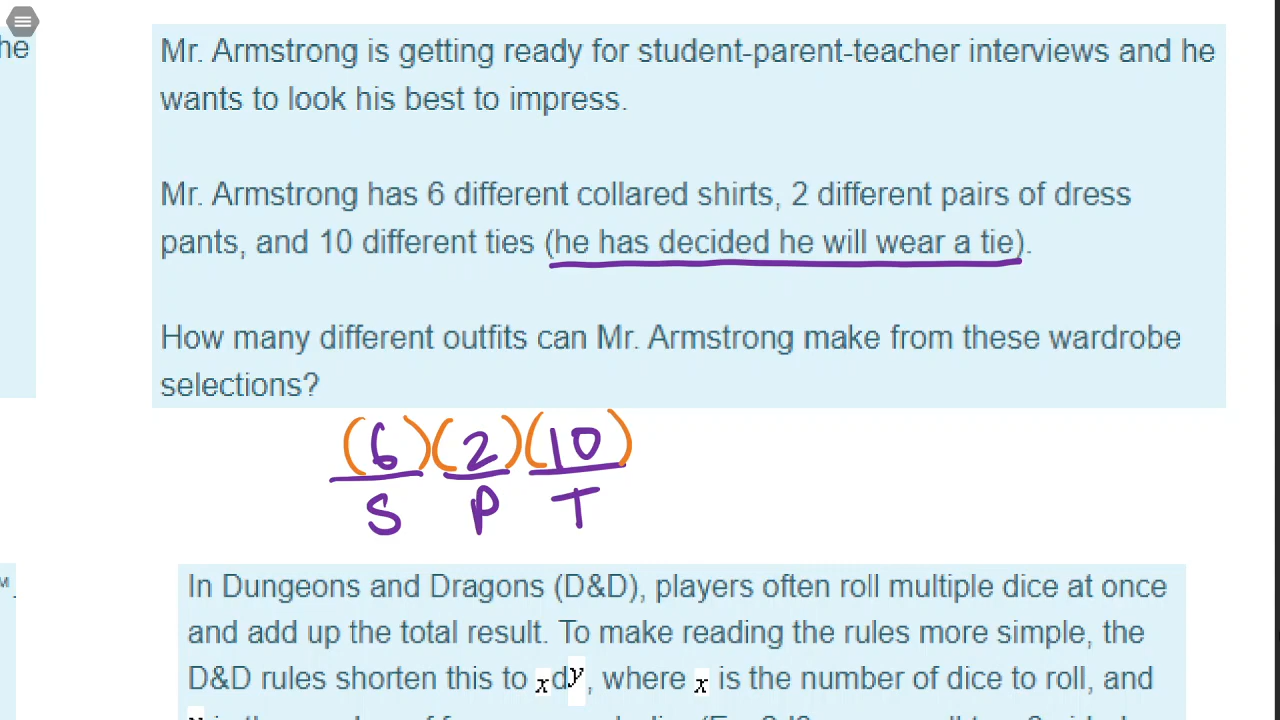 he
Mr. Armstrong is getting ready for student-parent-teacher interviews and he
wants to look his best to impress.
Mr. Armstrong has 6 different collared shirts, 2 different pairs of dress
pants, and 10 different ties (he has decided he will wear a tie).
How many different outfits can Mr. Armstrong make from these wardrobe
selections?
(6)(2)(10)
S P T
M.
In Dungeons and Dragons (D&D), players often roll multiple dice at once
and add up the total result. To make reading the rules more simple, the
D&D rules shorten this to xdy, where x is the number of dice to roll, and